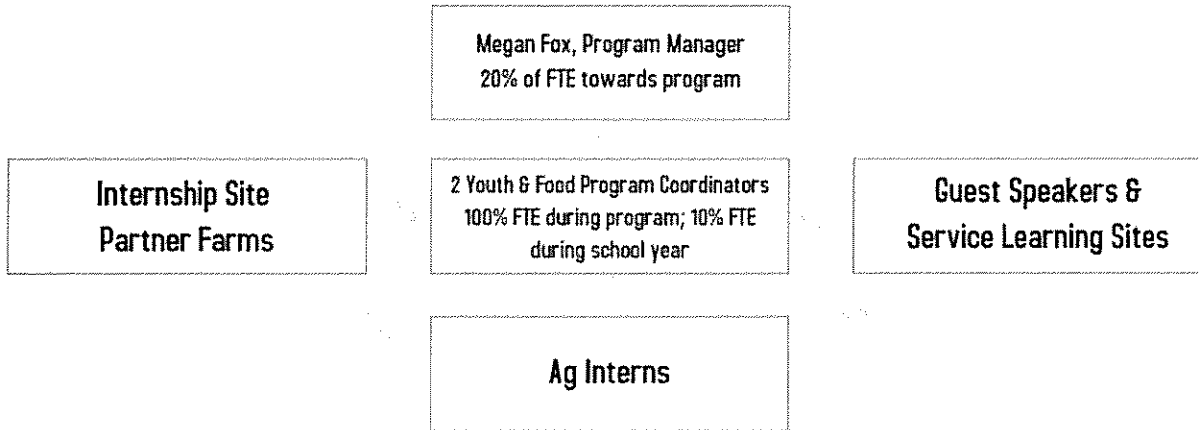 Megan Fox, Program Manager
20% of FTE towards program
Internship Site
Partner Farms
2 Youth & Food Program Coordinators
100% FTE during program; 10% FTE
during school year
Guest Speakers &
Service Learning Sites
Ag Interns